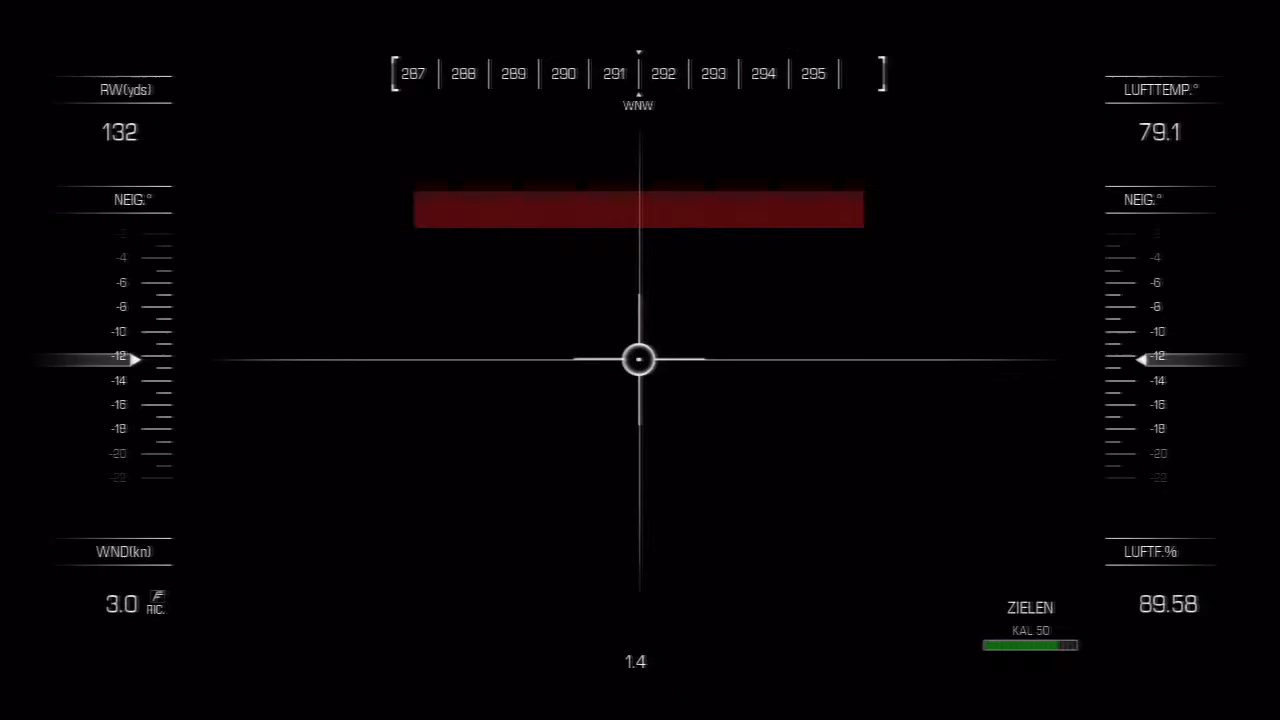 287 288 289 290 291 292 293 294 295
WNW
RW(yds)
132
NEIG.°
-4
-6
-8
-10
-12
-14
-16
-18
-20
-22
WND(kn)
3.0
RIC.
LUFTTEMP.°
79.1
NEIG.°
-4
-6
-8
-10
-12
-14
-16
-18
-20
-22
LUFTF.%
89.58
ZIELEN
KAL 50
1.4